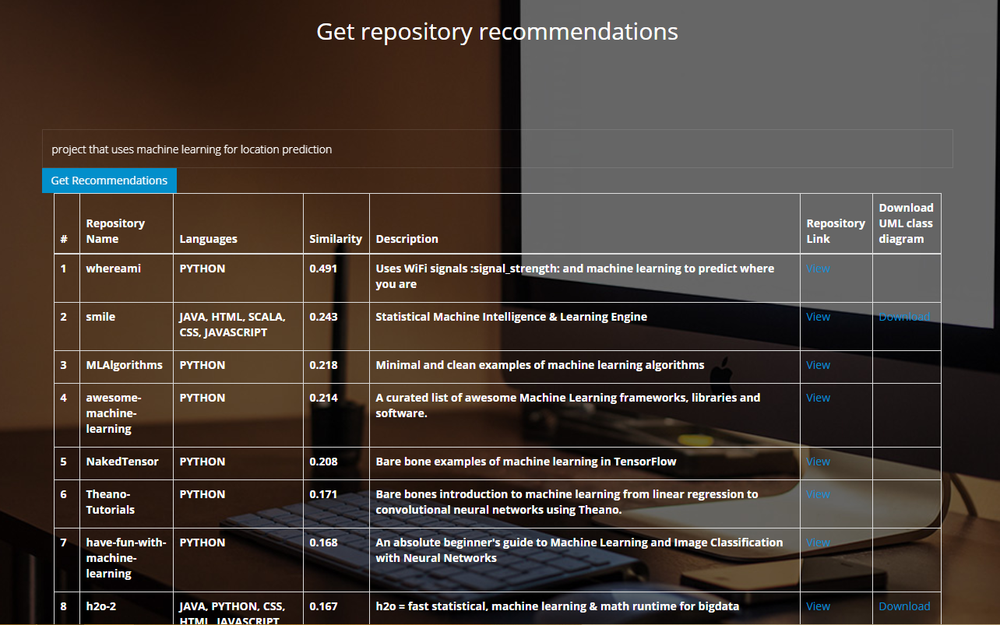 Get repository recommendations
project that uses machine learning for location prediction
Get Recommendations
# Repository Name Languages Similarity Description Repository Link Download UML class diagram
1 whereami PYTHON 0.491 Uses WiFi signals :signal_strength: and machine learning to predict where you are View
2 smile JAVA, HTML, SCALA, CSS, JAVASCRIPT 0.243 Statistical Machine Intelligence & Learning Engine View Download
3 MLAlgorithms PYTHON 0.218 Minimal and clean examples of machine learning algorithms View
4 awesome-machine-learning PYTHON 0.214 A curated list of awesome Machine Learning frameworks, libraries and software. View
5 NakedTensor PYTHON 0.208 Bare bone examples of machine learning in TensorFlow View
6 Theano-Tutorials PYTHON 0.171 Bare bones introduction to machine learning from linear regression to convolutional neural networks using Theano. View
7 have-fun-with-machine-learning PYTHON 0.168 An absolute beginner's guide to Machine Learning and Image Classification with Neural Networks View
8 h2o-2 JAVA, PYTHON, CSS, HTML, JAVASCRIPT 0.167 h2o = fast statistical, machine learning & math runtime for bigdata View Download